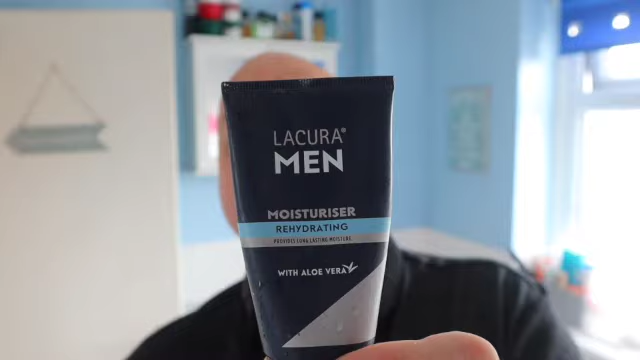 LACURA®
MEN
MOISTURISER
REHYDRATING
PROVIDES LONG LASTING MOISTURE
WITH ALOE VERA